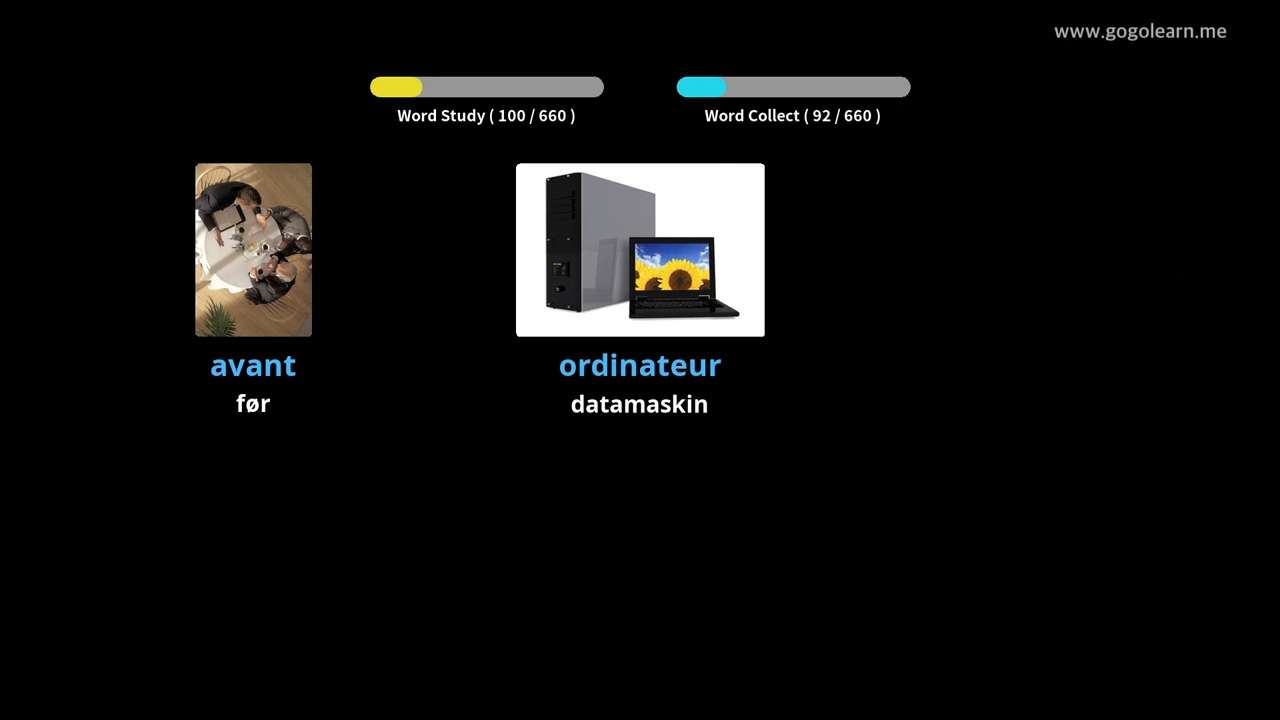 www.gogolearn.me
Word Study ( 100 / 660 )
Word Collect ( 92 / 660 )
avant
før
ordinateur
datamaskin